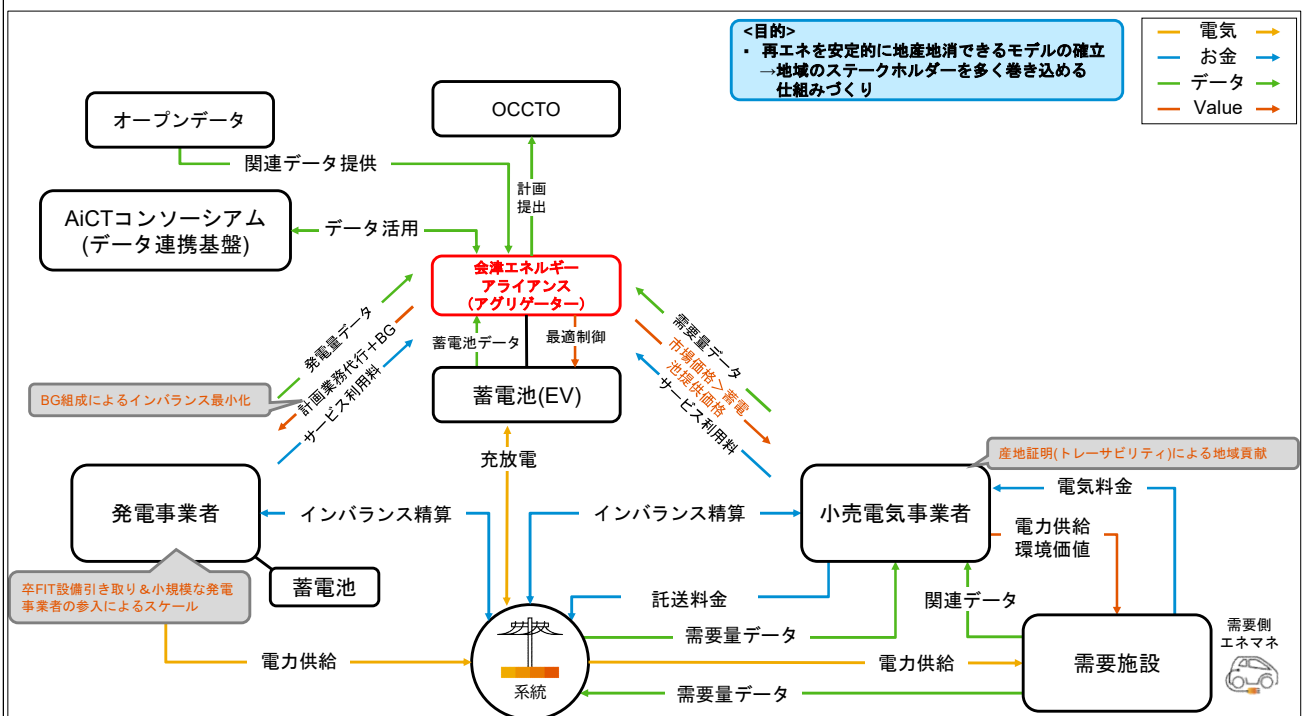 <目的>
・ 再エネを安定的に地産地消できるモデルの確立
→地域のステークホルダーを多く巻き込める
仕組みづくり
電気
お金
データ
Value
オープンデータ
OCCTO
関連データ提供
計画
提出
AiCTコンソーシアム
(データ連携基盤)
データ活用
会津エネルギー
アライアンス
(アグリゲーター)
発電量データ
計画業務代行＋BG
サービス利用料
蓄電池データ
最適制御
需要量データ
市場価格＞蓄電
池提供価格
サービス利用料
BG組成によるインバランス最小化
蓄電池(EV)
充放電
産地証明(トレーサビリティ)による地域貢献
発電事業者
インバランス精算
インバランス精算
小売電気事業者
電気料金
電力供給
環境価値
蓄電池
卒FIT設備引き取り＆小規模な発電
事業者の参入によるスケール
託送料金
関連データ
需要量データ
需要側
エネマネ
電力供給
系統
電力供給
需要施設
需要量データ